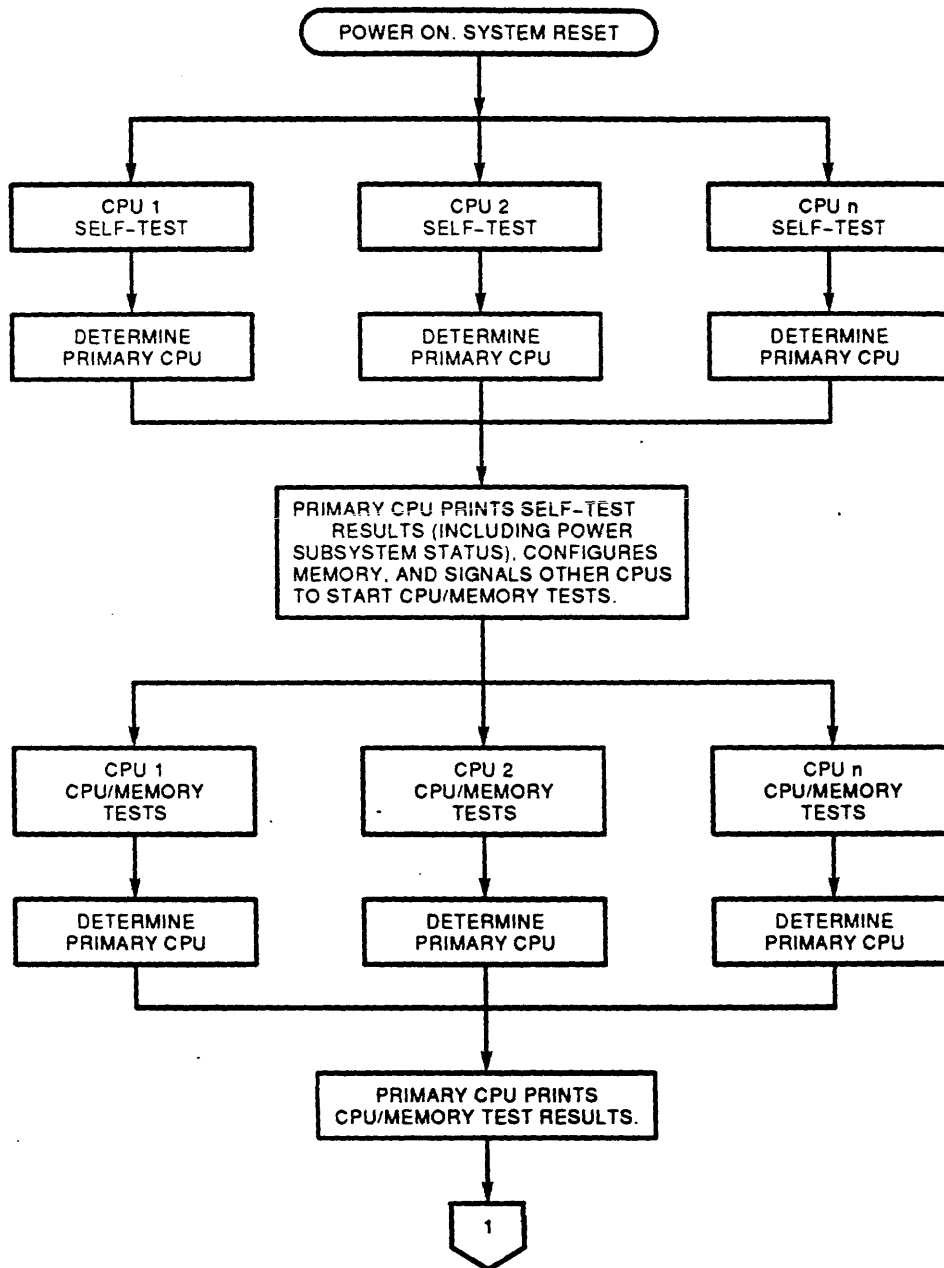 POWER ON. SYSTEM RESET
CPU 1
SELF-TEST
CPU 2
SELF-TEST
CPU n
SELF-TEST
DETERMINE
PRIMARY CPU
DETERMINE
PRIMARY CPU
DETERMINE
PRIMARY CPU
PRIMARY CPU PRINTS SELF-TEST
RESULTS (INCLUDING POWER
SUBSYSTEM STATUS), CONFIGURES
MEMORY, AND SIGNALS OTHER CPUS
TO START CPU/MEMORY TESTS.
CPU 1
CPU/MEMORY
TESTS
CPU 2
CPU/MEMORY
TESTS
CPU n
CPU/MEMORY
TESTS
DETERMINE
PRIMARY CPU
DETERMINE
PRIMARY CPU
DETERMINE
PRIMARY CPU
PRIMARY CPU PRINTS
CPU/MEMORY TEST RESULTS.
1